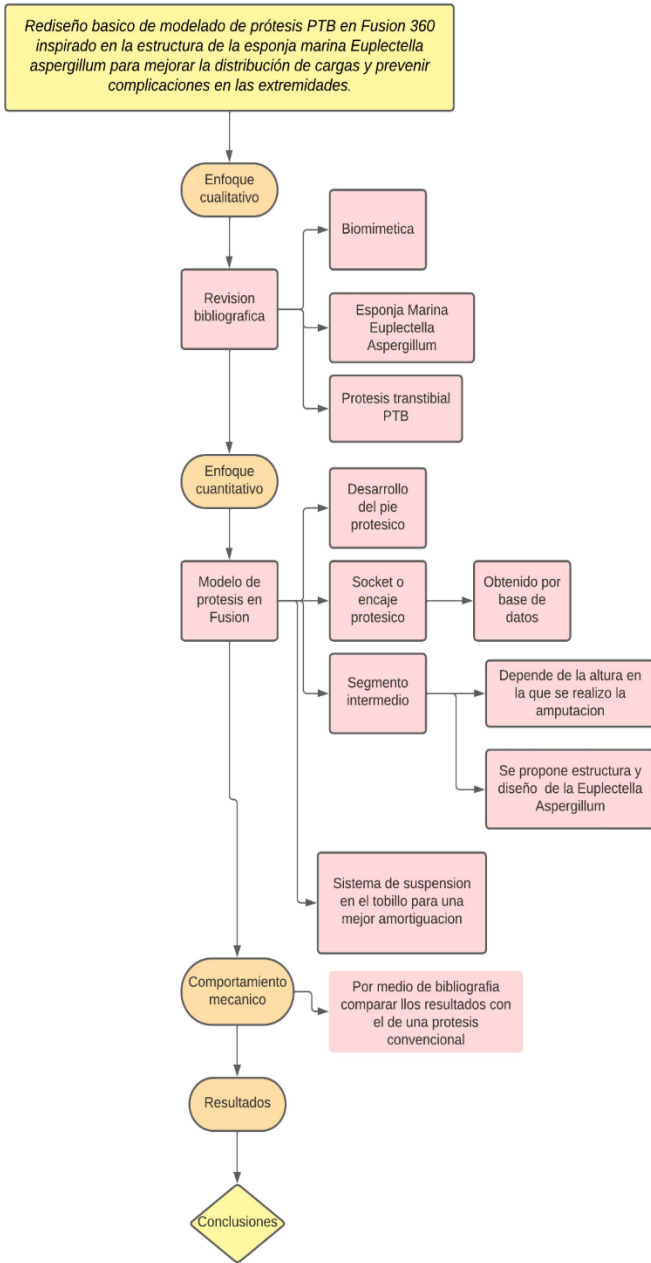 Rediseño basico de modelado de prótesis PTB en Fusion 360
inspirado en la estructura de la esponja marina Euplectella
aspergillum para mejorar la distribución de cargas y prevenir
complicaciones en las extremidades.
Enfoque
cualitativo
Revision
bibliografica
Biomimetica
Esponja Marina
Euplectella
Aspergillum
Protesis transtibial
PTB
Enfoque
cuantitativo
Modelo de
protesis en
Fusion
Desarrollo
del pie
protesico
Socket o
encaje
protesico
Obtenido por
base de
datos
Segmento
intermedio
Depende de la altura en
la que se realizo la
amputacion
Se propone estructura y
diseño de la Euplectella
Aspergillum
Sistema de suspension
en el tobillo para una
mejor amortiguacion
Comportamiento
mecanico
Por medio de bibliografia
comparar llos resultados con
el de una protesis
convencional
Resultados
Conclusiones